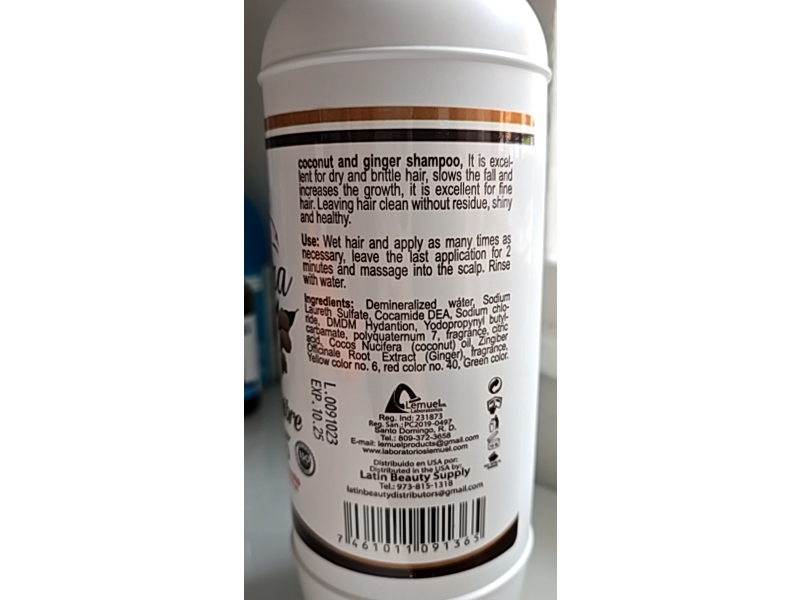 coconut and ginger shampoo, It is excel-
lent for dry and brittle hair, slows the fall and
increases the growth, it is excellent for fine
hair. Leaving hair clean without residue, shiny
and healthy.
Use: Wet hair and apply as many times as
necessary, leave the last application for 2
minutes and massage into the scalp. Rinse
with water.
Ingredients: Demineralized water, Sodium
Laureth Sulfate, Cocamide DEA, Sodium chlo-
ride, DMDM Hydantion, Yodopropynyl butyl-
carbamate, polyquaternum 7, fragrance, citric
acid, Cocos Nucifera (coconut) oil, Zingiber
Officinale Root Extract (Ginger), fragrance,
Yellow color no. 6, red color no. 40, Green color.
L.0091023
EXP. 10.25
Lemuel
Laboratorios
Reg. Ind: 231873
Reg. San.: PC2019-0497
Santo Domingo, R. D.
Tel.: 809-372-3658
E-mail: lemuelproducts@gmail.com
www.laboratorioslemuel.com
Distribuido en USA por:
Distributed in the USA by:
Latin Beauty Supply
Tel.: 973-815-1318
latinbeautydistributors@gmail.com
7 461011 091365